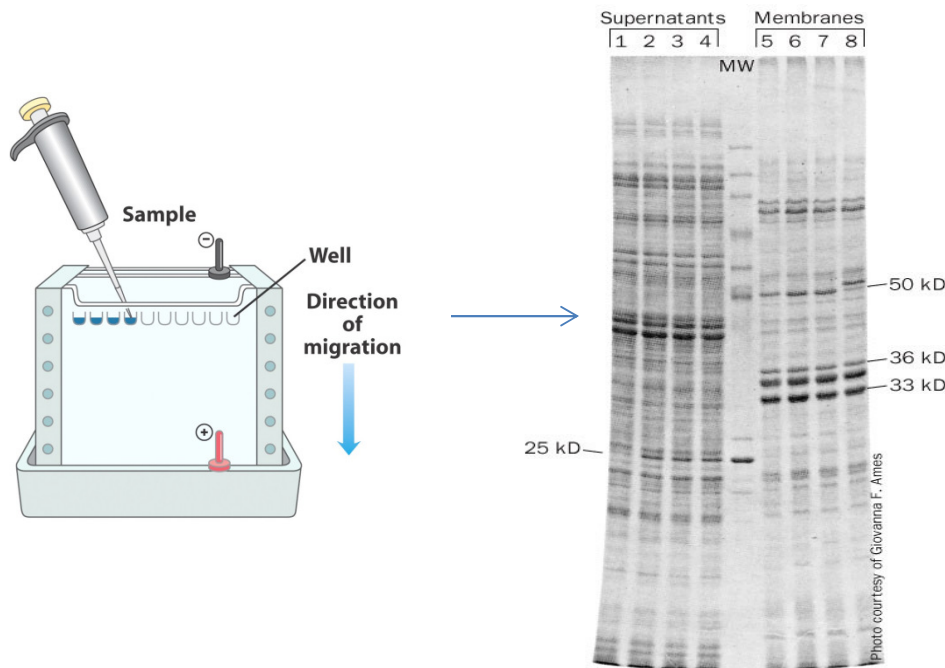 Sample
−
Well
Direction
of
migration
+
Supernatants
Membranes
1 2 3 4
5 6 7 8
MW
50 kD
36 kD
33 kD
25 kD
Photo courtesy of Giovanna F. Ames